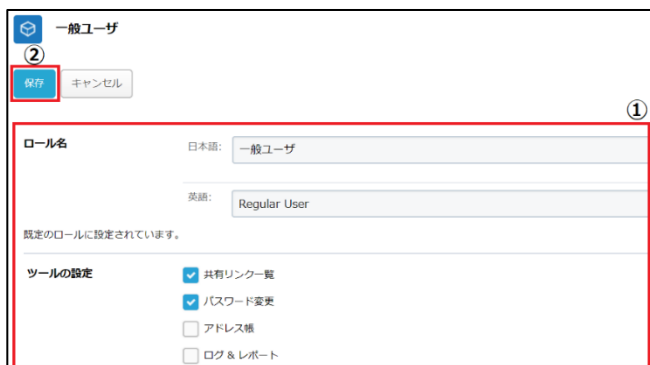 一般ユーザ
②
保存 キャンセル
①
ロール名 日本語: 一般ユーザ
英語: Regular User
既定のロールに設定されています。
ツールの設定 共有リンク一覧
パスワード変更
アドレス帳
ログ & レポート